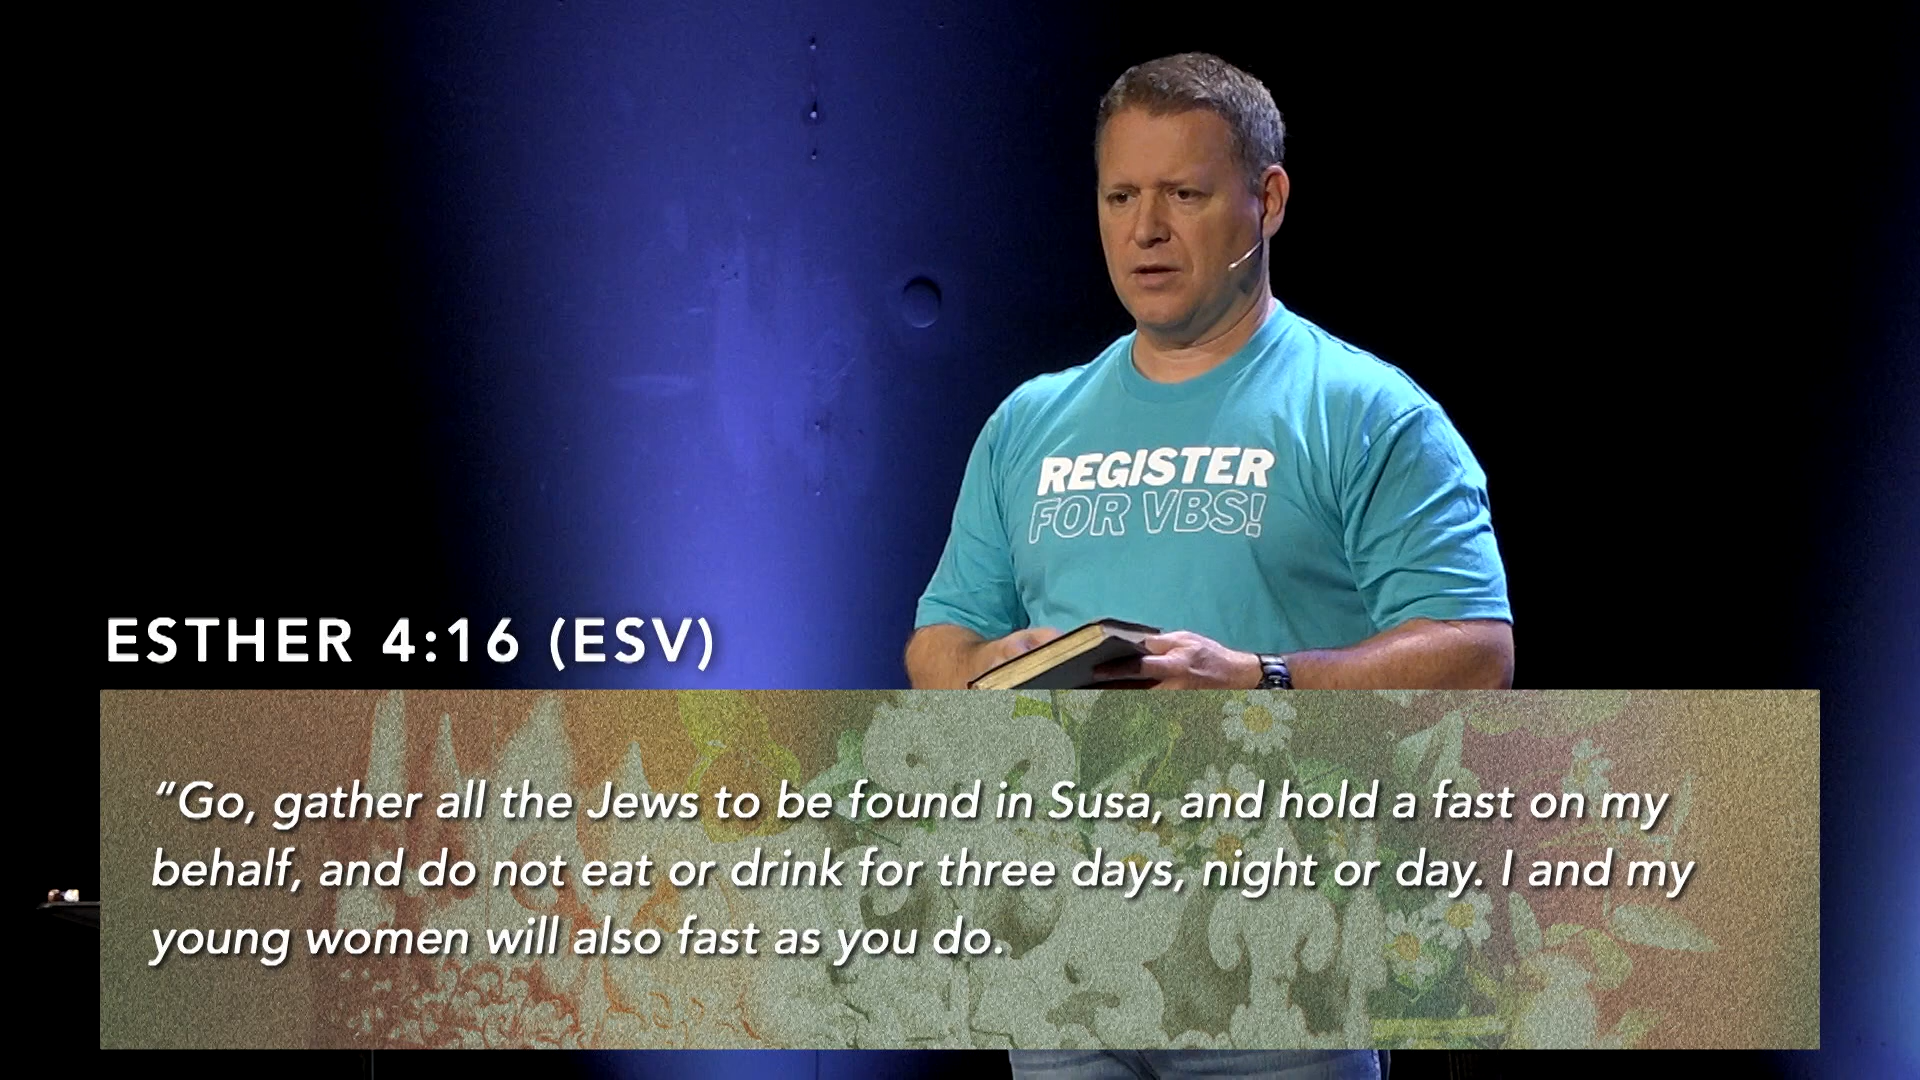 REGISTER
FOR VBS!
ESTHER 4:16 (ESV)
“Go, gather all the Jews to be found in Susa, and hold a fast on my
behalf, and do not eat or drink for three days, night or day. I and my
young women will also fast as you do.